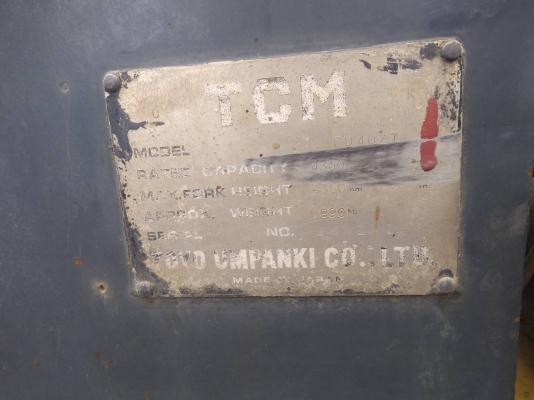 TCM
MODEL
RATED CAPACITY
MAX.FORK HEIGHT
APPROX. WEIGHT
SERIAL NO.
TOYO UMPANKI CO., LTD.
MADE IN JAPAN